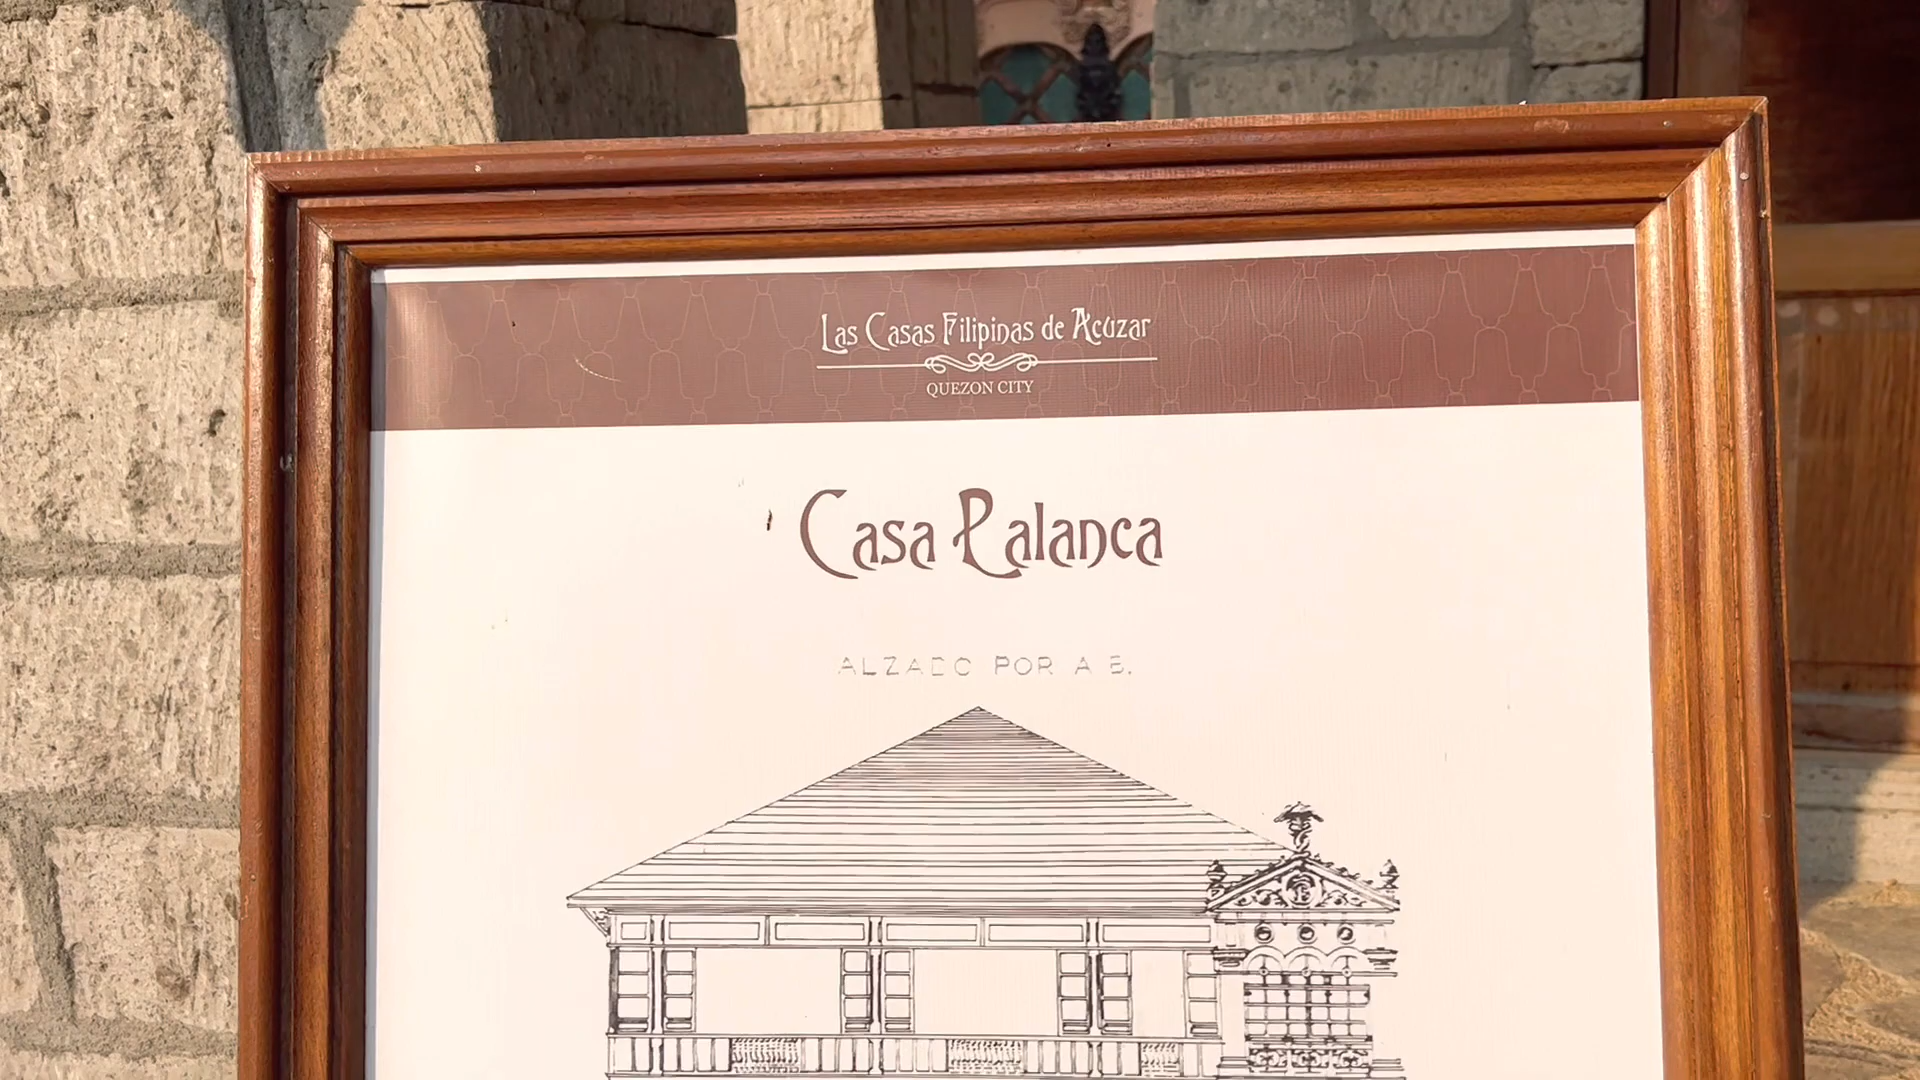 Las Casas Filipinas de Acuzar
QUEZON CITY
Casa Palanca
ALZADO POR A B.